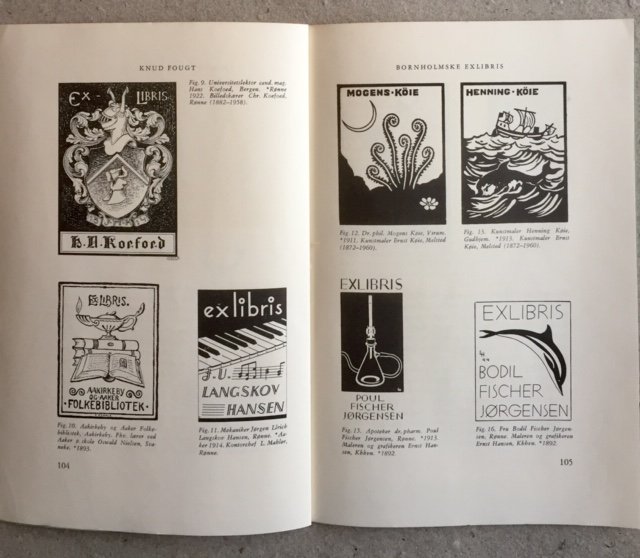 KNUD FOUGT
EX-LIBRIS
H. A. Koefoed
Fig. 9. Universitetslektor cand. mag.
Hans Koefoed, Bergen. *Rønne
1922. Billedskærer Chr. Koefoed,
Rønne (1882–1958).
EXLIBRIS.
AAKIRKEBY
OG AAKER
FOLKEBIBLIOTEK.
Fig. 10. Aakirkeby og Aaker Folke-
bibliotek, Aakirkeby. Fhv. lærer ved
Aaker ø. skole Oswald Nielsen, Sva-
neke. *1893.
exlibris
J.U.
LANGSKOV
HANSEN
Fig. 11. Mekaniker Jørgen Ulrich
Langskov Hansen, Rønne. *Aa-
ker 1914. Kontorchef L. Mahler,
Rønne.
104
BORNHOLMSKE EXLIBRIS
MOGENS·KÖIE
Fig. 12. Dr. phil. Mogens Køie, Virum.
*1911. Kunstmaler Ernst Køie, Melsted
(1872–1960).
HENNING·KÖIE
Fig. 13. Kunstmaler Henning Køie,
Gudhjem. *1913. Kunstmaler Ernst
Køie, Melsted (1872–1960).
EXLIBRIS
POUL
FISCHER
JØRGENSEN
Fig. 15. Apoteker dr. pharm. Poul
Fischer Jørgensen, Rønne. *1913.
Maleren og grafikeren Ernst Han-
sen, Kbhvn. *1892.
EXLIBRIS
BODIL
FISCHER
JØRGENSEN
Fig. 16. Fru Bodil Fischer Jørgen-
sen, Rønne. Maleren og grafikeren
Ernst Hansen, Kbhvn. *1892.
105